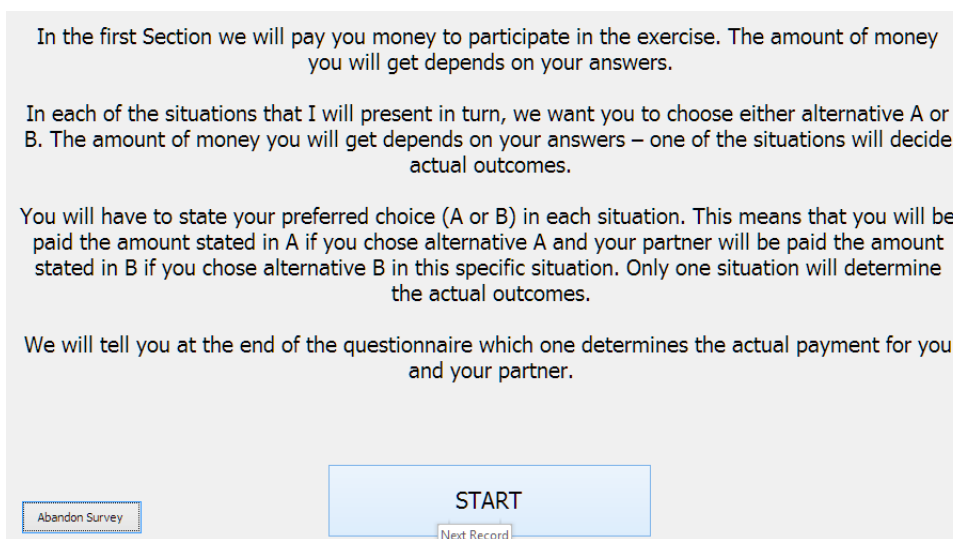 In the first Section we will pay you money to participate in the exercise. The amount of money
you will get depends on your answers.
In each of the situations that I will present in turn, we want you to choose either alternative A or
B. The amount of money you will get depends on your answers – one of the situations will decide
actual outcomes.
You will have to state your preferred choice (A or B) in each situation. This means that you will be
paid the amount stated in A if you chose alternative A and your partner will be paid the amount
stated in B if you chose alternative B in this specific situation. Only one situation will determine
the actual outcomes.
We will tell you at the end of the questionnaire which one determines the actual payment for you
and your partner.
START
Abandon Survey
Next Record